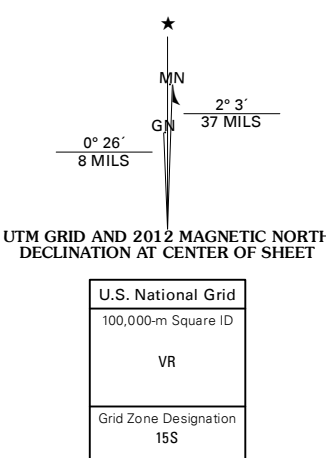 ★
MN
2° 3´
37 MILS
GN
0° 26´
8 MILS
UTM GRID AND 2012 MAGNETIC NORTH
DECLINATION AT CENTER OF SHEET
U.S. National Grid
100,000-m Square ID
VR
Grid Zone Designation
15S